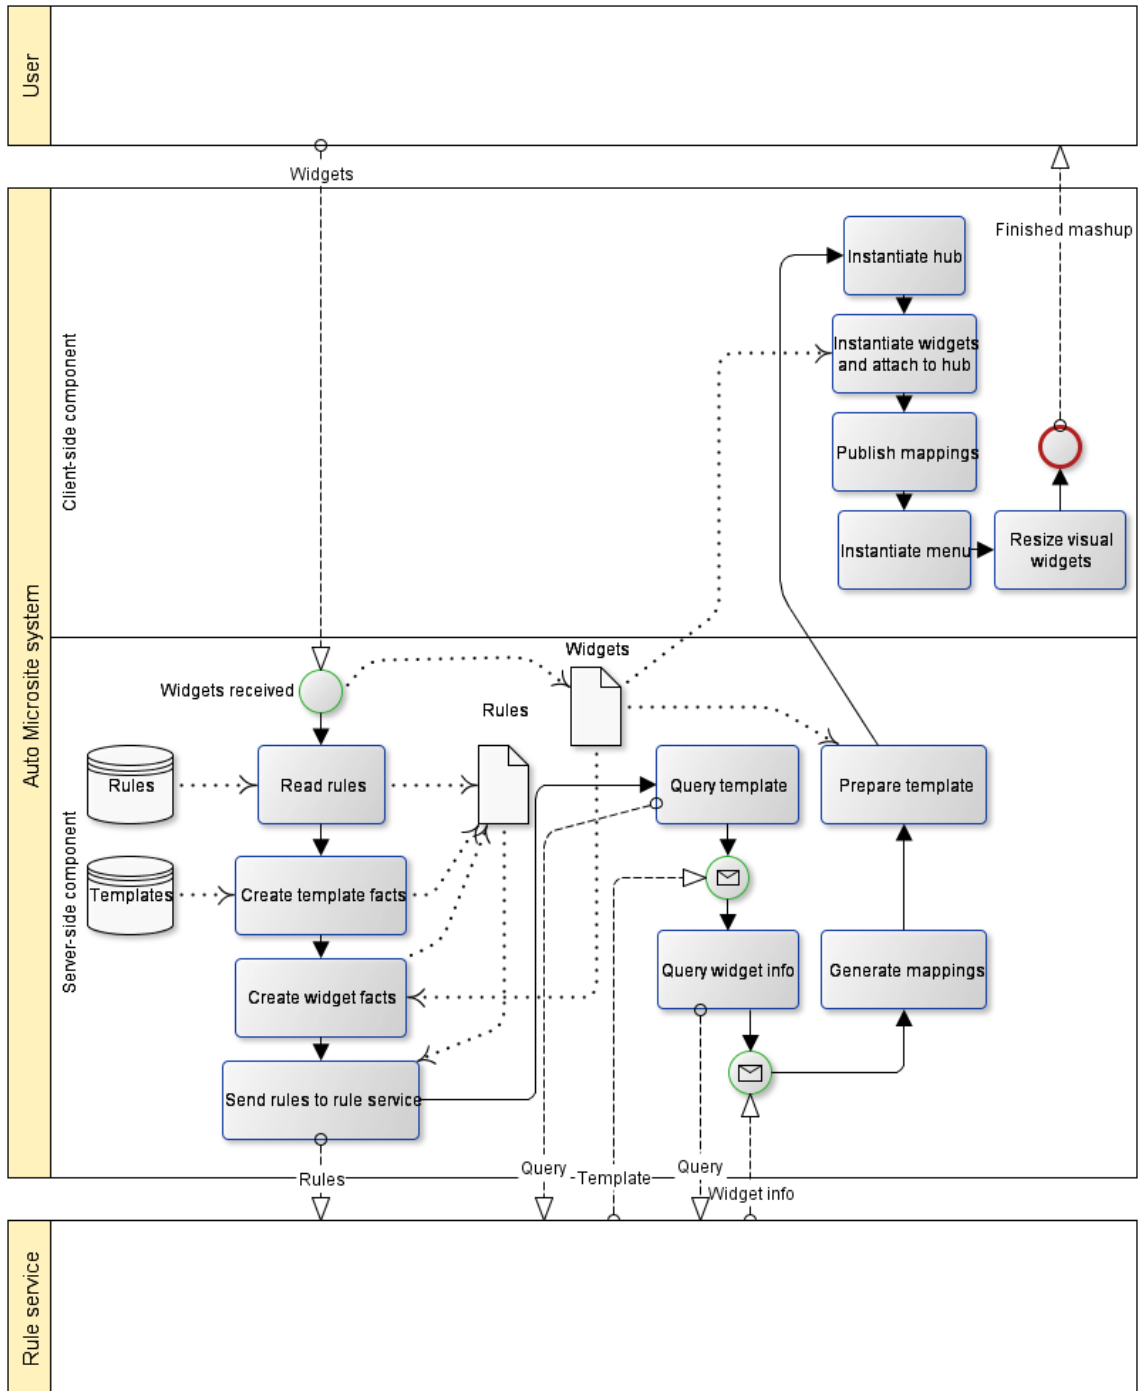 User
Widgets
Auto Microsite system
Client-side component
Finished mashup
Instantiate hub
Instantiate widgets
and attach to hub
Publish mappings
Instantiate menu
Resize visual
widgets
Server-side component
Widgets
Widgets received
Rules
Rules
Read rules
Query template
Prepare template
Templates
Create template facts
Query widget info
Generate mappings
Create widget facts
Send rules to rule service
Rules
Query
Template
Query
Widget info
Rule service